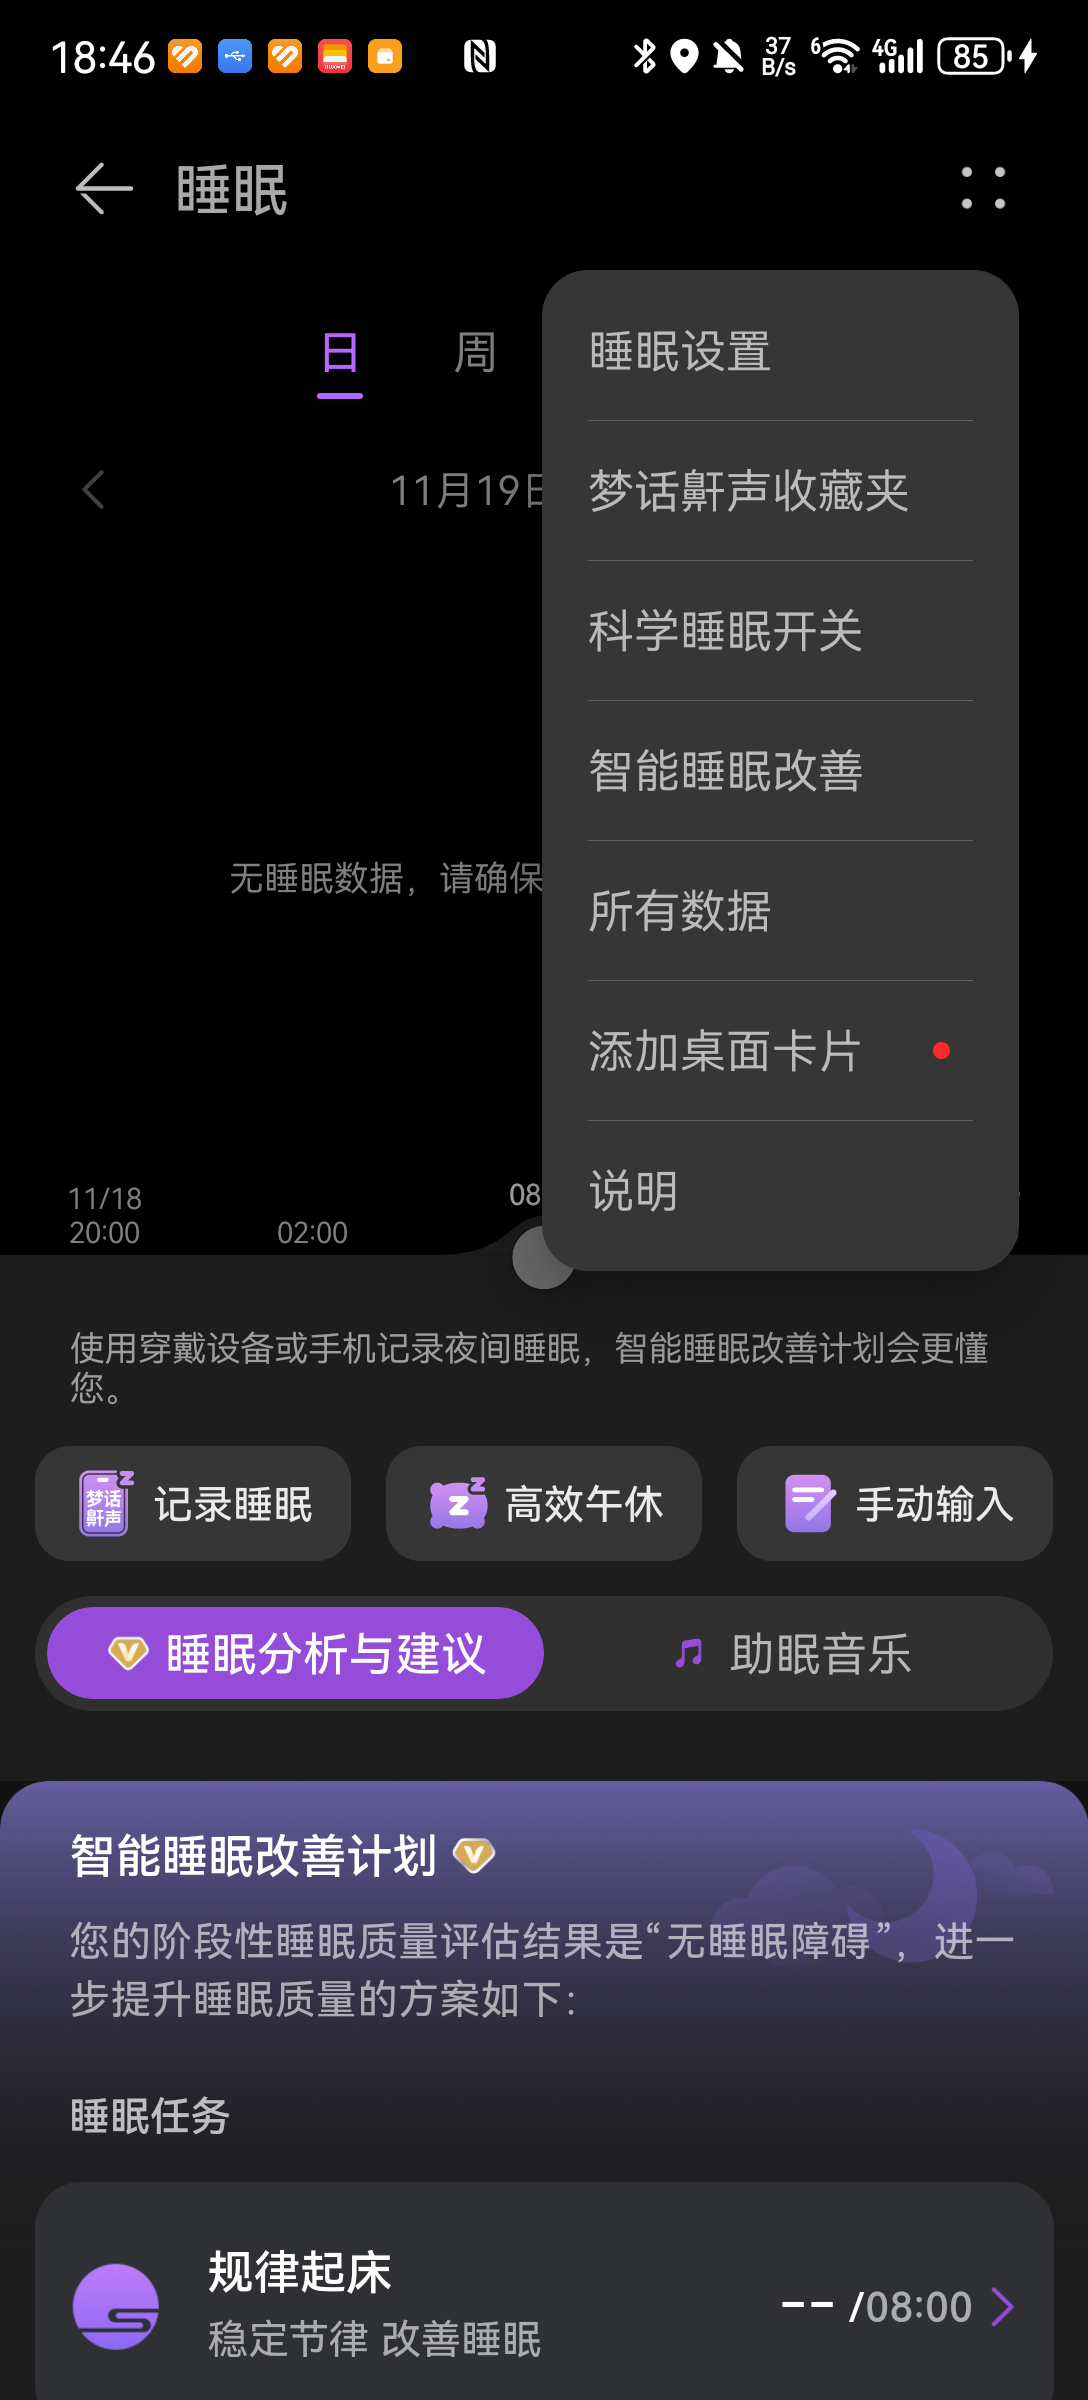 18:46
37
B/s
6
4G
85
睡眠
日
周
睡眠设置
11月19日
梦话鼾声收藏夹
科学睡眠开关
智能睡眠改善
无睡眠数据，请确保
所有数据
添加桌面卡片
说明
11/18
20:00
02:00
08
使用穿戴设备或手机记录夜间睡眠，智能睡眠改善计划会更懂
您。
梦话
鼾声
记录睡眠
高效午休
手动输入
睡眠分析与建议
助眠音乐
智能睡眠改善计划
您的阶段性睡眠质量评估结果是“无睡眠障碍”，进一
步提升睡眠质量的方案如下：
睡眠任务
规律起床
-- /08:00
稳定节律 改善睡眠